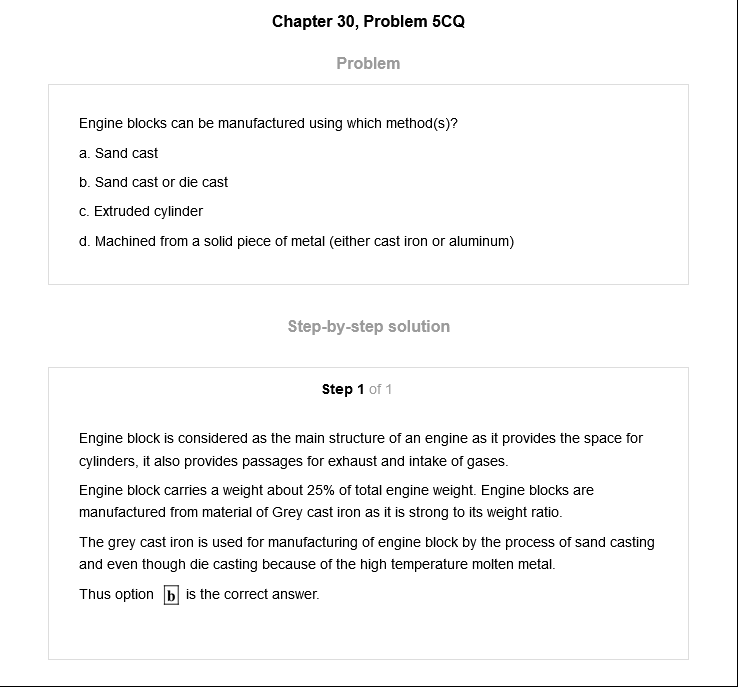 Chapter 30, Problem 5CQ
Problem
Engine blocks can be manufactured using which method(s)?
a. Sand cast
b. Sand cast or die cast
c. Extruded cylinder
d. Machined from a solid piece of metal (either cast iron or aluminum)
Step-by-step solution
Step 1 of 1
Engine block is considered as the main structure of an engine as it provides the space for
cylinders, it also provides passages for exhaust and intake of gases.
Engine block carries a weight about 25% of total engine weight. Engine blocks are
manufactured from material of Grey cast iron as it is strong to its weight ratio.
The grey cast iron is used for manufacturing of engine block by the process of sand casting
and even though die casting because of the high temperature molten metal.
Thus option b is the correct answer.